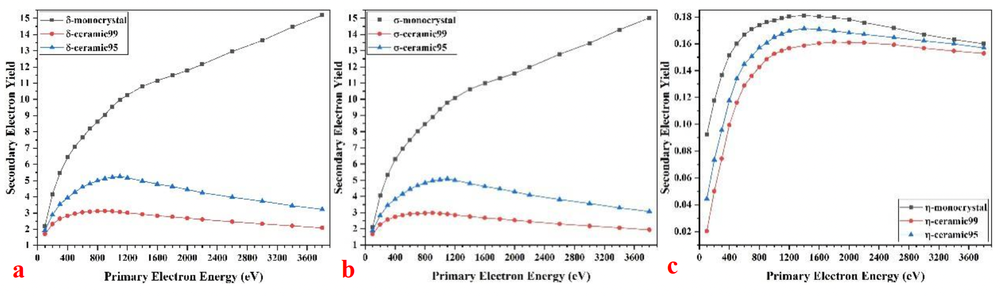 15
14
13
12
11
10
9
8
7
6
5
4
3
2
1
Secondary Electron Yield
δ-monocrystal
δ-ceramic99
δ-ceramic95
0 400 800 1200 1600 2000 2400 2800 3200 3600
Primary Electron Energy (eV)
a
15
14
13
12
11
10
9
8
7
6
5
4
3
2
1
Secondary Electron Yield
σ-monocrystal
σ-ceramic99
σ-ceramic95
0 400 800 1200 1600 2000 2400 2800 3200 3600
Primary Electron Energy (eV)
b
0.18
0.16
0.14
0.12
0.10
0.08
0.06
0.04
0.02
Secondary Electron Yield
η-monocrystal
η-ceramic99
η-ceramic95
0 400 800 1200 1600 2000 2400 2800 3200 3600
Primary Electron Energy (eV)
c